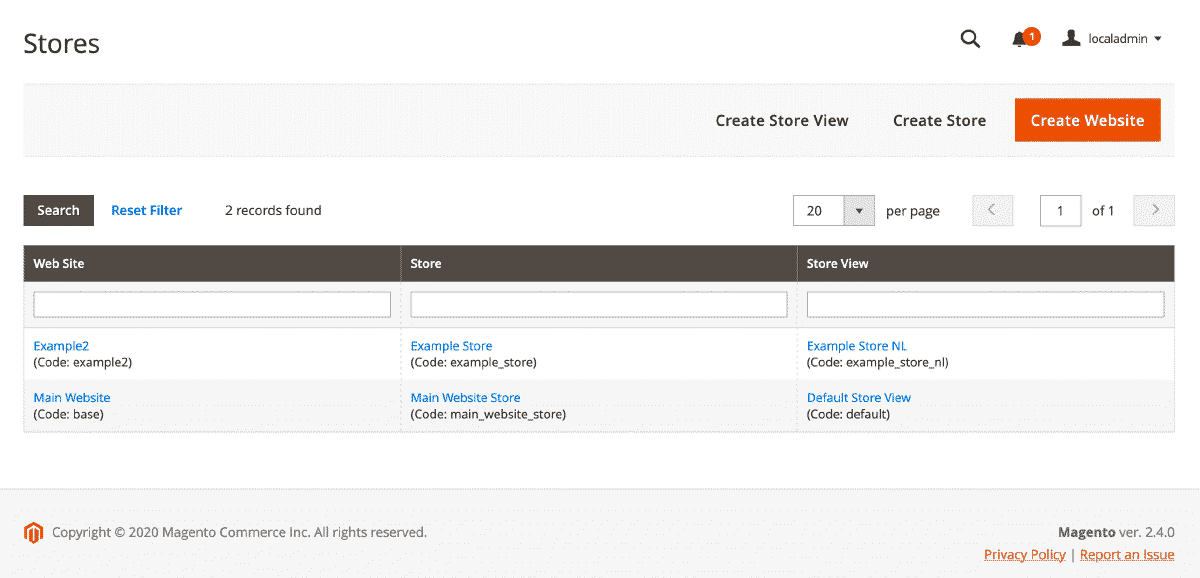 Stores
1
localadmin
Create Store View Create Store Create Website
Search Reset Filter 2 records found 20 per page 1 of 1
Web Site Store Store View
Example2 Example Store Example Store NL
(Code: example2) (Code: example_store) (Code: example_store_nl)
Main Website Main Website Store Default Store View
(Code: base) (Code: main_website_store) (Code: default)
Copyright © 2020 Magento Commerce Inc. All rights reserved. Magento ver. 2.4.0
Privacy Policy | Report an Issue